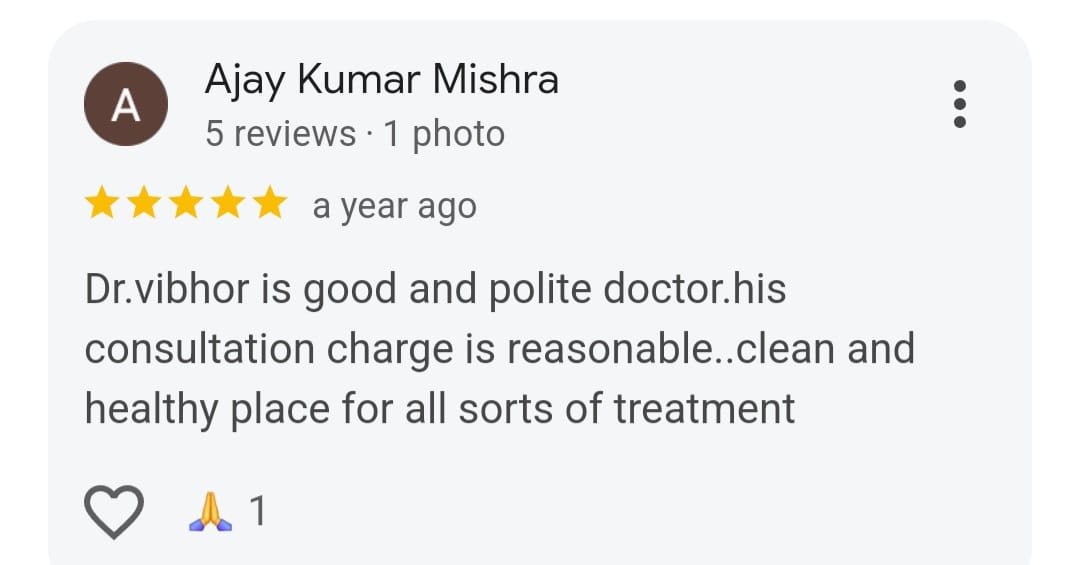 A
Ajay Kumar Mishra
5 reviews · 1 photo
a year ago
Dr.vibhor is good and polite doctor.his
consultation charge is reasonable..clean and
healthy place for all sorts of treatment
🙏 1